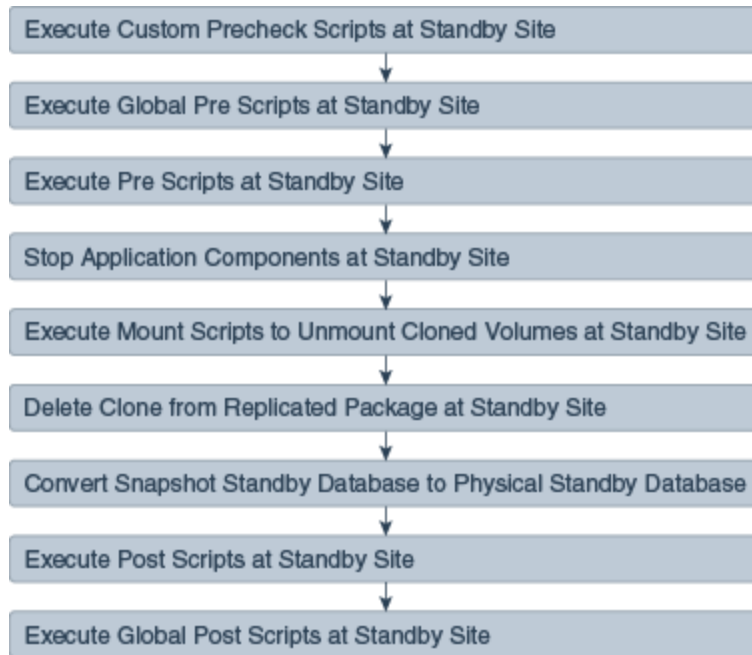 Execute Custom Precheck Scripts at Standby Site
Execute Global Pre Scripts at Standby Site
Execute Pre Scripts at Standby Site
Stop Application Components at Standby Site
Execute Mount Scripts to Unmount Cloned Volumes at Standby Site
Delete Clone from Replicated Package at Standby Site
Convert Snapshot Standby Database to Physical Standby Database
Execute Post Scripts at Standby Site
Execute Global Post Scripts at Standby Site